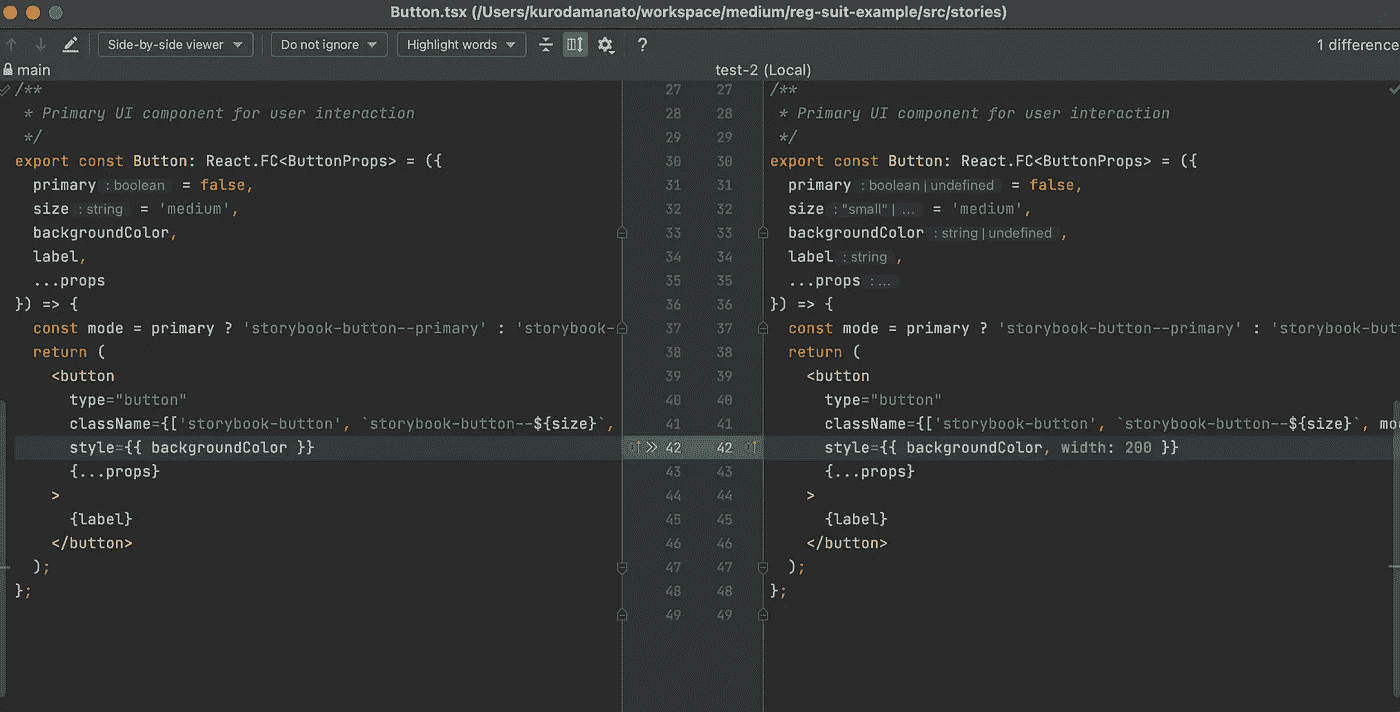 Button.tsx (/Users/kurodamanato/workspace/medium/reg-suit-example/src/stories)
Side-by-side viewer Do not ignore Highlight words ? 1 difference
main test-2 (Local)
/** 27 27 /**
* Primary UI component for user interaction 28 28 * Primary UI component for user interaction
*/ 29 29 */
export const Button: React.FC<ButtonProps> = ({ 30 30 export const Button: React.FC<ButtonProps> = ({
primary : boolean = false, 31 31 primary : boolean | undefined = false,
size : string = 'medium', 32 32 size : "small" | ... = 'medium',
backgroundColor, 33 33 backgroundColor : string | undefined ,
label, 34 34 label : string ,
...props 35 35 ...props : ...
}) => { 36 36 }) => {
const mode = primary ? 'storybook-button--primary' : 'storybook- 37 37 const mode = primary ? 'storybook-button--primary' : 'storybook-but
return ( 38 38 return (
<button 39 39 <button
type="button" 40 40 type="button"
className={['storybook-button', `storybook-button--${size}`, 41 41 className={['storybook-button', `storybook-button--${size}`, mo
style={{ backgroundColor }} 42 42 style={{ backgroundColor, width: 200 }}
{...props} 43 43 {...props}
> 44 44 >
{label} 45 45 {label}
</button> 46 46 </button>
); 47 47 );
}; 48 48 };
49 49